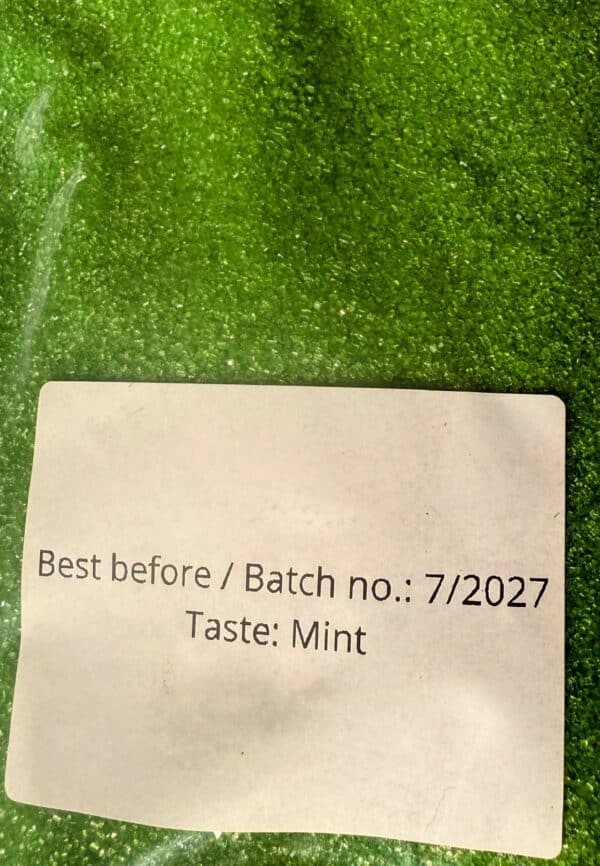 Best before / Batch no.: 7/2027
Taste: Mint